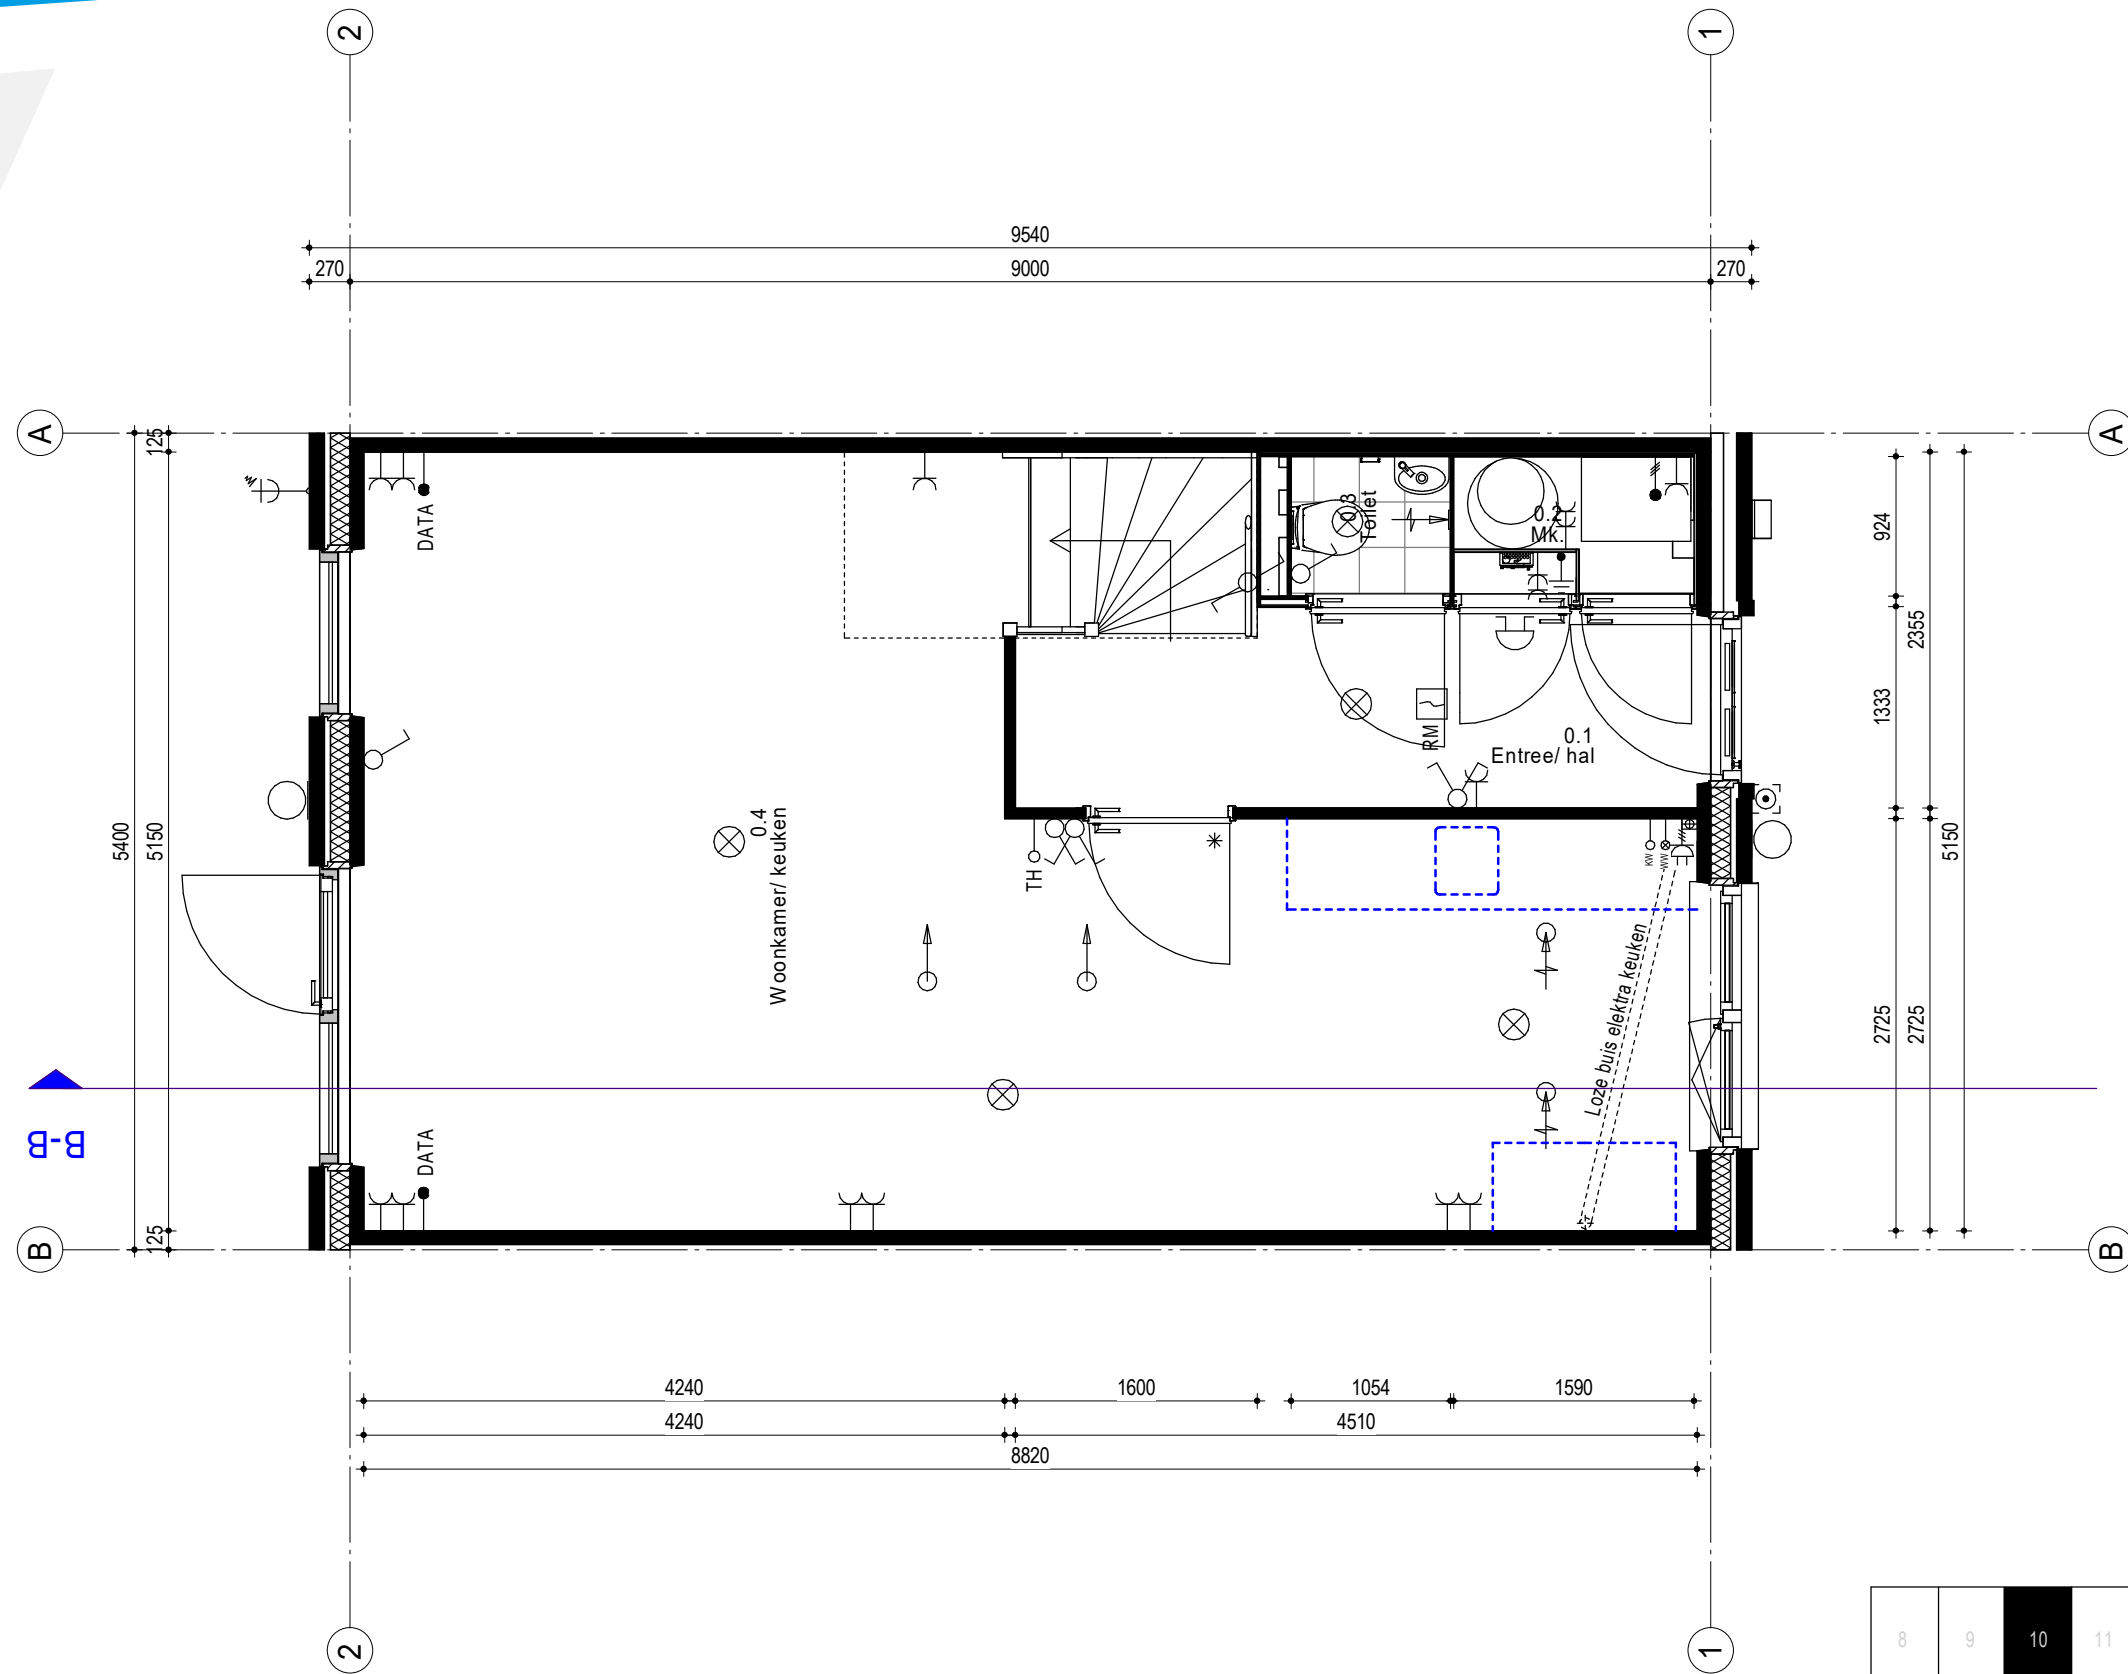 2
1
9540
270
9000
270
A
A
125
5400
5150
125
DATA
DATA
0.3
Toilet
0.2
Mk.
924
2355
1333
5150
2725
2725
RM
0.1
Entree/ hal
0.4
Woonkamer/ keuken
TH
KW
WW
Loze buis elektra keuken
B-B
B
B
4240
1600
1054
1590
4240
4510
8820
2
1
8
9
10
11